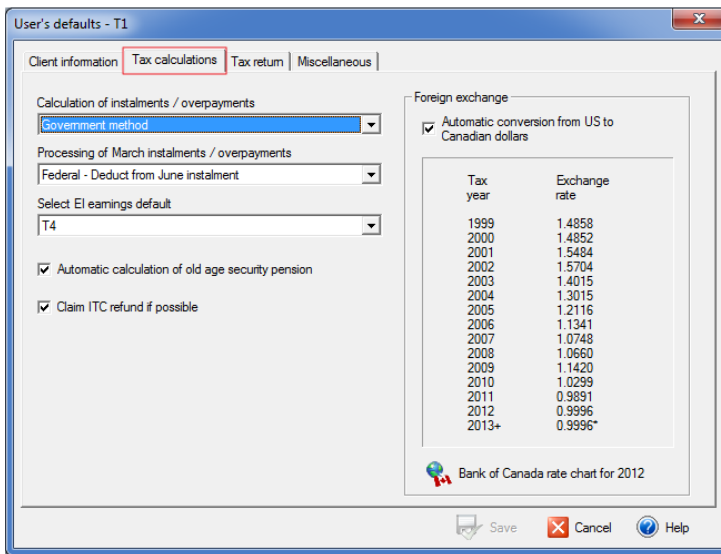 User's defaults - T1
Client information
Tax calculations
Tax return
Miscellaneous
Calculation of instalments / overpayments
Government method
Processing of March instalments / overpayments
Federal - Deduct from June instalment
Select EI earnings default
T4
Automatic calculation of old age security pension
Claim ITC refund if possible
Foreign exchange
Automatic conversion from US to
Canadian dollars
Tax Exchange
year rate
1999 1.4858
2000 1.4852
2001 1.5484
2002 1.5704
2003 1.4015
2004 1.3015
2005 1.2116
2006 1.1341
2007 1.0748
2008 1.0660
2009 1.1420
2010 1.0299
2011 0.9891
2012 0.9996
2013+ 0.9996*
Bank of Canada rate chart for 2012
Save
Cancel
Help